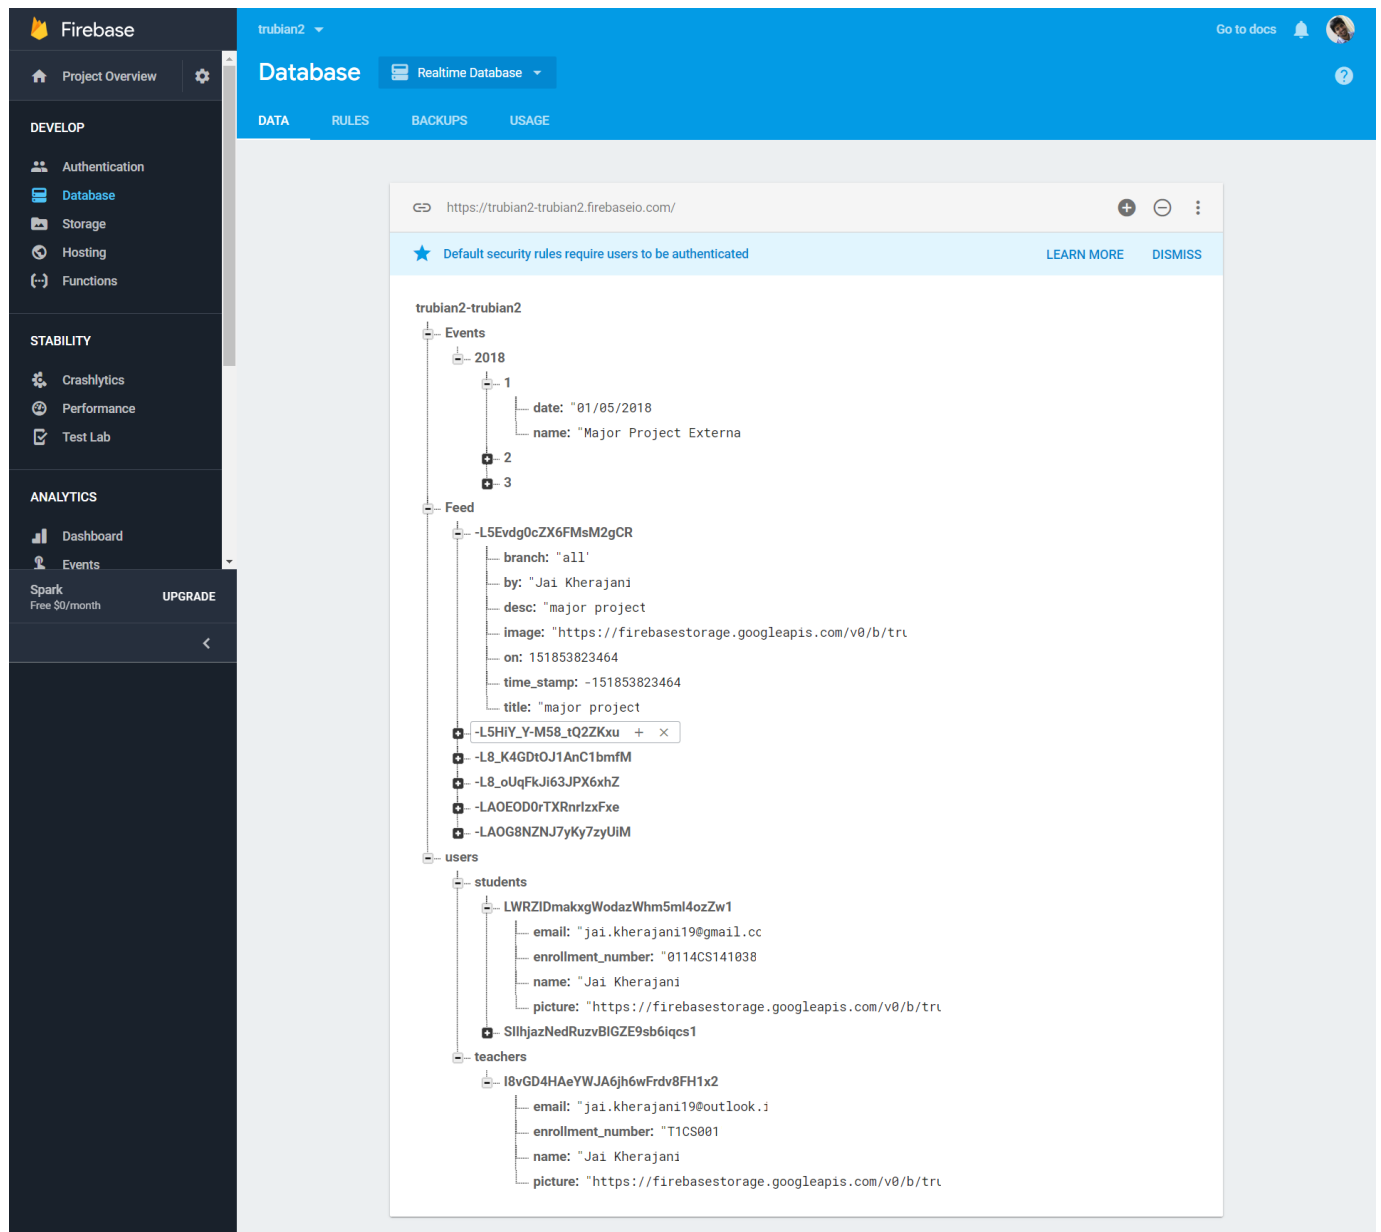 Firebase
Project Overview
DEVELOP
Authentication
Database
Storage
Hosting
Functions
STABILITY
Crashlytics
Performance
Test Lab
ANALYTICS
Dashboard
Events
Spark
Free $0/month
UPGRADE
trubian2
Go to docs
Database
Realtime Database
DATA RULES BACKUPS USAGE
https://trubian2-trubian2.firebaseio.com/
Default security rules require users to be authenticated LEARN MORE DISMISS
trubian2-trubian2
Events
2018
1
date: "01/05/2018
name: "Major Project Externa
2
3
Feed
-L5Evdg0cZX6FMsM2gCR
branch: "all'
by: "Jai Kherajani
desc: "major project
image: "https://firebasestorage.googleapis.com/v0/b/tru
on: 151853823464
time_stamp: -151853823464
title: "major project
-L5HiY_Y-M58_tQ2ZKxu
-L8_K4GDtOJ1AnC1bmfM
-L8_oUqFkJi63JPX6xhZ
-LAOEOD0rTXRnrIzxFxe
-LAOG8NZNJ7yKy7zyUiM
users
students
LWRZIDmakxgWodazWhm5ml4ozZw1
email: "jai.kherajani19@gmail.cc
enrollment_number: "0114CS141038
name: "Jai Kherajani
picture: "https://firebasestorage.googleapis.com/v0/b/tru
SIlhjazNedRuzvBIGZE9sb6iqcs1
teachers
I8vGD4HAeYWJA6jh6wFrdv8FH1x2
email: "jai.kherajani19@outlook.i
enrollment_number: "T1CS001
name: "Jai Kherajani
picture: "https://firebasestorage.googleapis.com/v0/b/tru